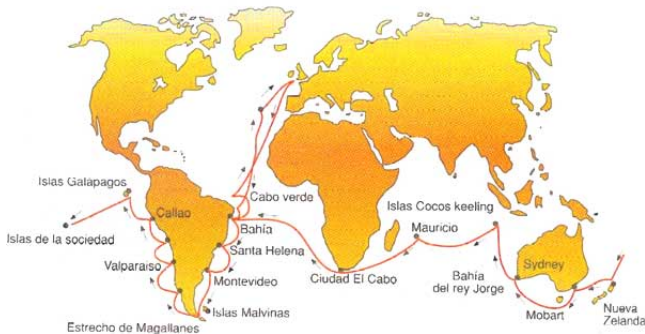 Islas Galapagos
Cabo verde
Islas Cocos keeling
Callao
Mauricio
Islas de la sociedad
Bahía
Santa Helena
Sydney
Valparaiso
Ciudad El Cabo
Bahía
del rey Jorge
Montevideo
Islas Malvinas
Mobart
Nueva
Zelanda
Estrecho de Magallanes